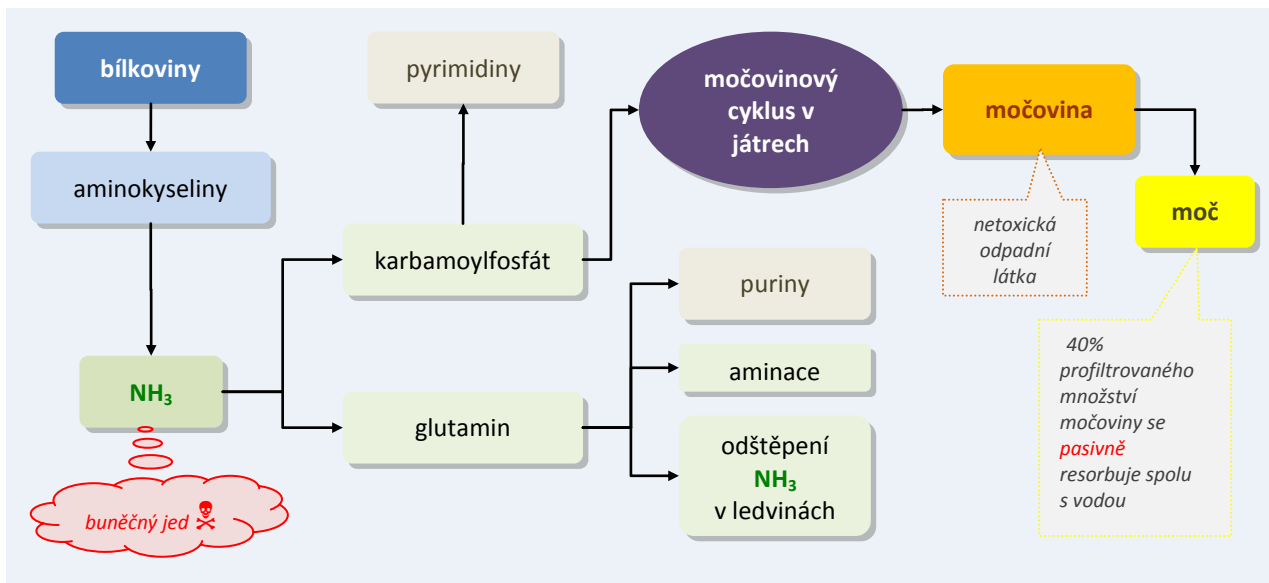 bílkoviny
pyrimidiny
močovinový
cyklus v
játrech
močovina
aminokyseliny
moč
netoxická
odpadní
látka
karbamoylfosfát
puriny
NH₃
aminace
glutamin
odštěpení
NH₃
v ledvinách
buněčný jed
40%
profiltrovaného
množství
močoviny se
pasivně
resorbuje spolu
s vodou